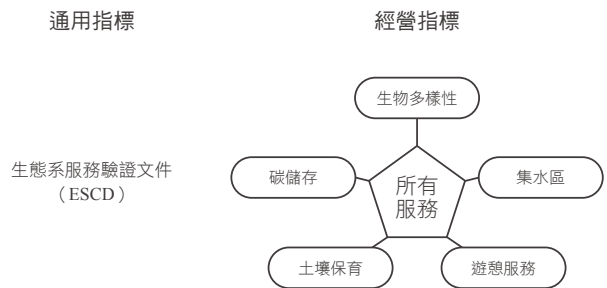 通用指標
經營指標
生物多樣性
生態系服務驗證文件
（ESCD）
碳儲存
所有
服務
集水區
土壤保育
遊憩服務